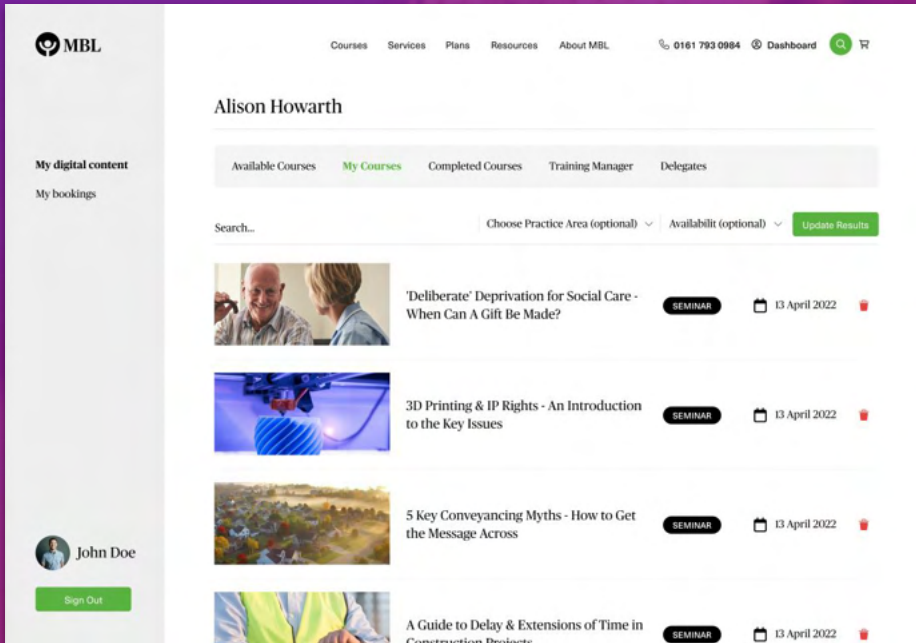 MBL
Courses Services Plans Resources About MBL 0161 793 0984 Dashboard
Alison Howarth
My digital content
My bookings
Available Courses My Courses Completed Courses Training Manager Delegates
Search... Choose Practice Area (optional) Availabilit (optional) Update Results
'Deliberate' Deprivation for Social Care -
When Can A Gift Be Made?
SEMINAR 13 April 2022
3D Printing & IP Rights - An Introduction
to the Key Issues
SEMINAR 13 April 2022
5 Key Conveyancing Myths - How to Get
the Message Across
SEMINAR 13 April 2022
John Doe
Sign Out
A Guide to Delay & Extensions of Time in
Construction Projects
SEMINAR 13 April 2022